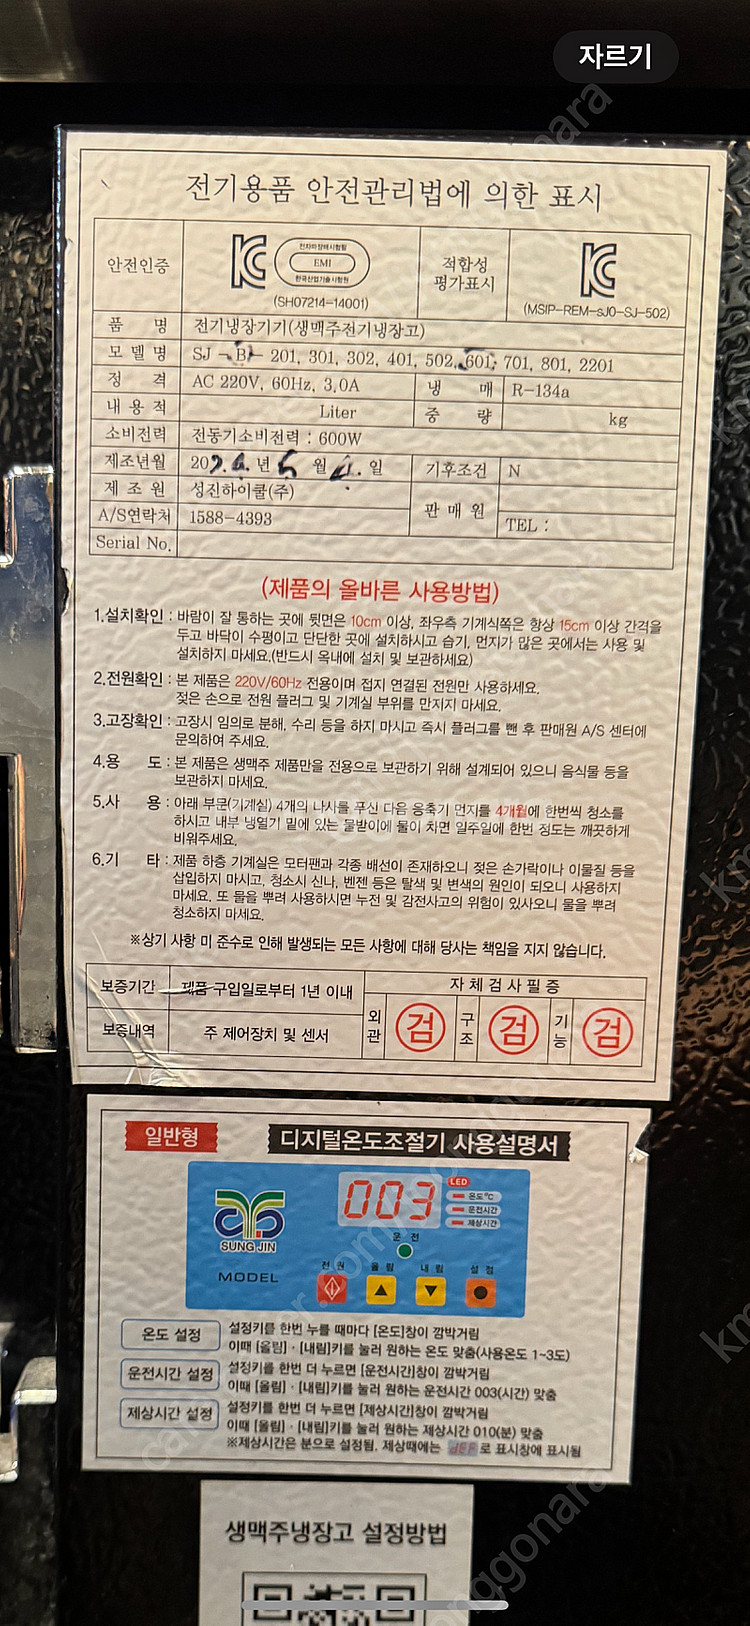 자르기
전기용품 안전관리법에 의한 표시
안전인증
전자파장해시험필
EMI
한국산업기술시험원
(SH07214-14001)
적합성
평가표시
(MSIP-REM-sJ0-SJ-502)
품 명 전기냉장기기(생맥주전기냉장고)
모 델 명 SJ - B - 201, 301, 302, 401, 502, 601, 701, 801, 2201
정 격 AC 220V, 60Hz, 3.0A 냉 매 R-134a
내 용 적 Liter 중 량 kg
소비전력 전동기소비전력 : 600W
제조년월 20 년 월 일 기후조건 N
제 조 원 성진하이쿨(주) 판 매 원
A/S연락처 1588-4393 TEL :
Serial No.
(제품의 올바른 사용방법)
1.설치확인 : 바람이 잘 통하는 곳에 뒷면은 10cm 이상, 좌우측 기계식쪽은 항상 15cm 이상 간격을
두고 바닥이 수평이고 단단한 곳에 설치하시고 습기, 먼지가 많은 곳에서는 사용 및
설치하지 마세요.(반드시 옥내에 설치 및 보관하세요)
2.전원확인 : 본 제품은 220V/60Hz 전용이며 접지 연결된 전원만 사용하세요.
젖은 손으로 전원 플러그 및 기계실 부위를 만지지 마세요.
3.고장확인 : 고장시 임의로 분해, 수리 등을 하지 마시고 즉시 플러그를 뺀 후 판매원 A/S 센터에
문의하여 주세요.
4.용 도 : 본 제품은 생맥주 제품만을 전용으로 보관하기 위해 설계되어 있으니 음식물 등을
보관하지 마세요.
5.사 용 : 아래 부문(기계실) 4개의 나사를 푸신 다음 응축기 먼지를 4개월에 한번씩 청소를
하시고 내부 냉열기 밑에 있는 물받이에 물이 차면 일주일에 한번 정도는 깨끗하게
비워주세요.
6.기 타 : 제품 하층 기계실은 모터팬과 각종 배선이 존재하오니 젖은 손가락이나 이물질 등을
삽입하지 마시고, 청소시 신나, 벤젠 등은 탈색 및 변색의 원인이 되오니 사용하지
마세요. 또 물을 뿌려 사용하시면 누전 및 감전사고의 위험이 있사오니 물을 뿌려
청소하지 마세요.
※상기 사항 미 준수로 인해 발생되는 모든 사항에 대해 당사는 책임을 지지 않습니다.
보증기간 제품 구입일로부터 1년 이내 자체검사필증
보증내역 주 제어장치 및 센서 외관 검 구조 검 기능 검
일반형 디지털온도조절기 사용설명서
003
LED
온도℃
운전시간
제상시간
운 전
SUNG JIN
MODEL
전 원 올 림 내 림 설 정
온도 설정 설정키를 한번 누를 때마다 [온도]창이 깜박거림
이때 [올림]·[내림]키를 눌러 원하는 온도 맞춤(사용온도 1~3도)
운전시간 설정 설정키를 한번 더 누르면 [운전시간]창이 깜박거림
이때 [올림]·[내림]키를 눌러 원하는 운전시간 003(시간) 맞춤
제상시간 설정 설정키를 한번 더 누르면 [제상시간]창이 깜박거림
이때 [올림]·[내림]키를 눌러 원하는 제상시간 010(분) 맞춤
※제상시간은 분으로 설정됨, 제상때에는 dEF 로 표시창에 표시됨
생맥주냉장고 설정방법